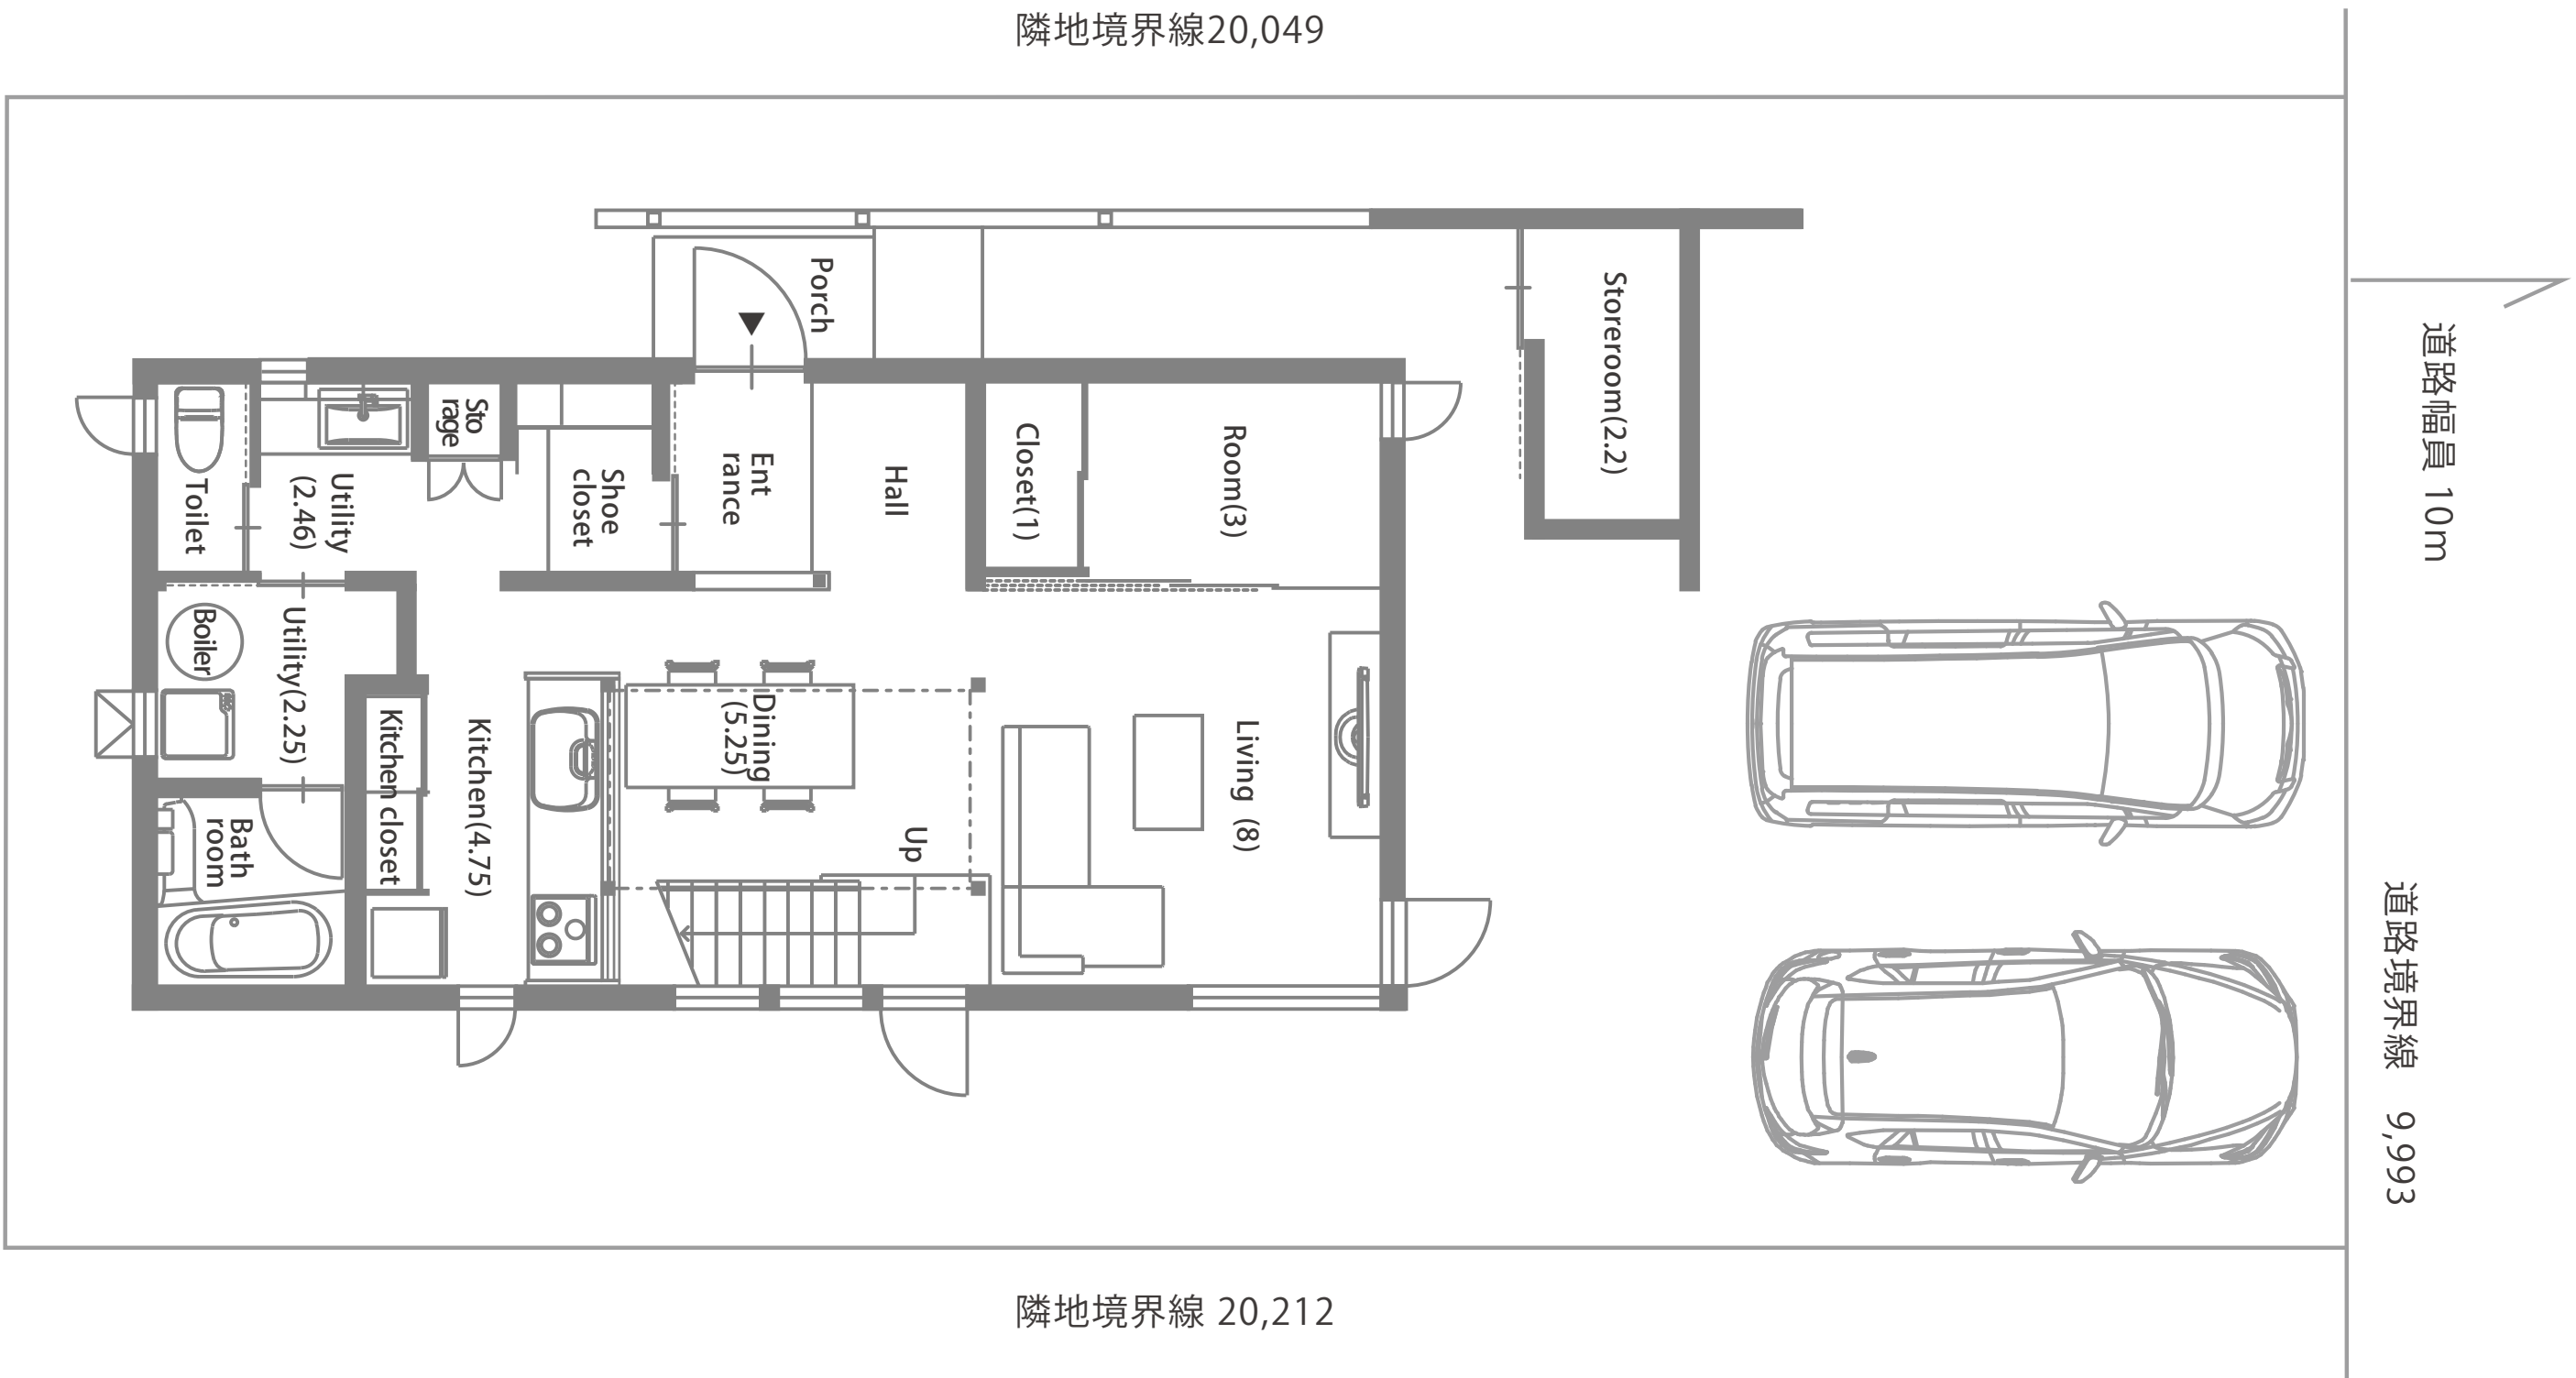 隣地境界線20,049
Porch
Storeroom(2.2)
道路幅員 10m
Sto
rage
Utility
(2.46)
Toilet
Shoe
closet
Ent
rance
Hall
Closet(1)
Room(3)
Boiler
Utility(2.25)
Kitchen closet
Kitchen(4.75)
Dining
(5.25)
Up
Living (8)
Bath
room
道路境界線 9,993
隣地境界線 20,212